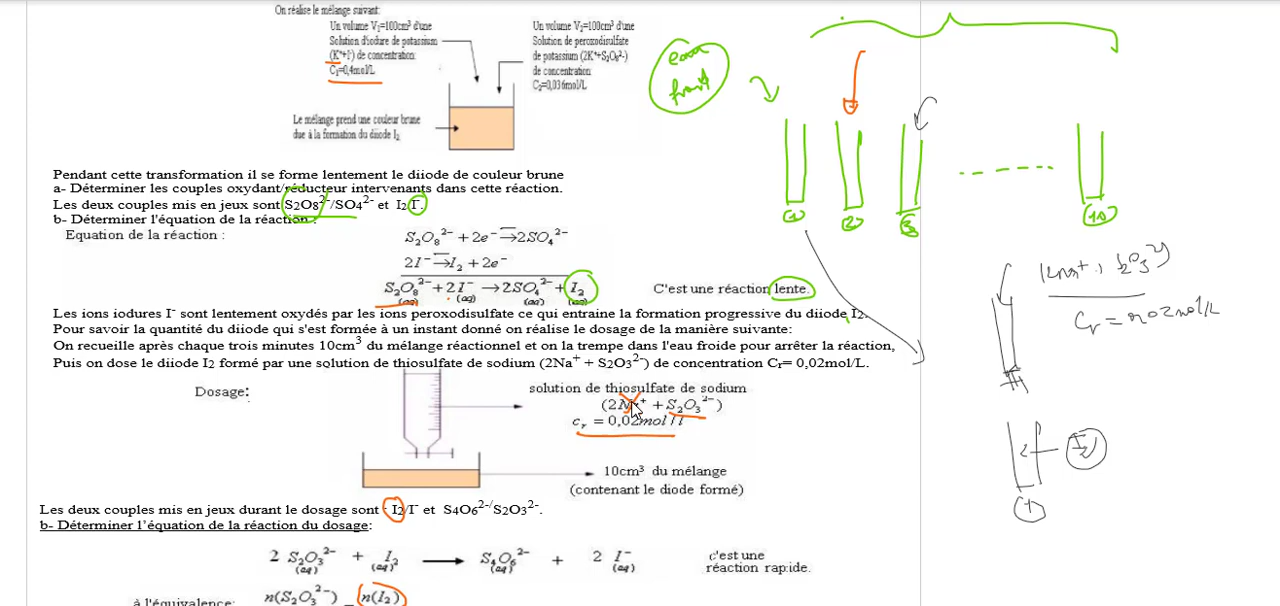 On réalise le mélange suivant:
Un volume V₁=100cm³ d'une
Solution d'iodure de potassium
(K⁺+I⁻) de concentration
C₁=0,4mol/L
Un volume V₂=100cm³ d'une
Solution de peroxodisulfate
de potassium (2K⁺+S₂O₈²⁻)
de concentration
C₂=0,036mol/L
Le mélange prend une couleur brune
due à la formation du diiode I₂
eau
froid
(1)
(2)
(3)
(10)
Pendant cette transformation il se forme lentement le diiode de couleur brune
a- Déterminer les couples oxydant/réducteur intervenants dans cette réaction.
Les deux couples mis en jeux sont S2O8²⁻/SO4²⁻ et I2/I⁻.
b- Déterminer l'équation de la réaction :
Equation de la réaction :
S₂O₈²⁻ + 2e⁻ → 2SO₄²⁻
2I⁻ → I₂ + 2e⁻
S₂O₈²⁻ + 2I⁻ → 2SO₄²⁻ + I₂
(aq) (aq) (aq) (aq)
C'est une réaction lente.
Les ions iodures I⁻ sont lentement oxydés par les ions peroxodisulfate ce qui entraine la formation progressive du diiode I2.
Pour savoir la quantité du diiode qui s'est formée à un instant donné on réalise le dosage de la manière suivante:
On recueille après chaque trois minutes 10cm³ du mélange réactionnel et on la trempe dans l'eau froide pour arrêter la réaction,
Puis on dose le diiode I2 formé par une solution de thiosulfate de sodium (2Na⁺ + S2O3²⁻) de concentration Cr= 0,02mol/L.
(2Na⁺, S₂O₃²⁻)
Cr = 0,02mol/L
Dosage:
solution de thiosulfate de sodium
(2Na⁺ + S₂O₃²⁻)
cᵣ = 0,02mol/l
10cm³ du mélange
(contenant le diode formé)
I₂
(1)
Les deux couples mis en jeux durant le dosage sont : I2/I⁻ et S4O6²⁻/S2O3²⁻.
b- Déterminer l'équation de la réaction du dosage:
2 S₂O₃²⁻ + I₂ → S₄O₆²⁻ + 2 I⁻
(aq) (aq) (aq) (aq)
c'est une
réaction rapide.
à l'équivalence: n(S₂O₃²⁻) = n(I₂)